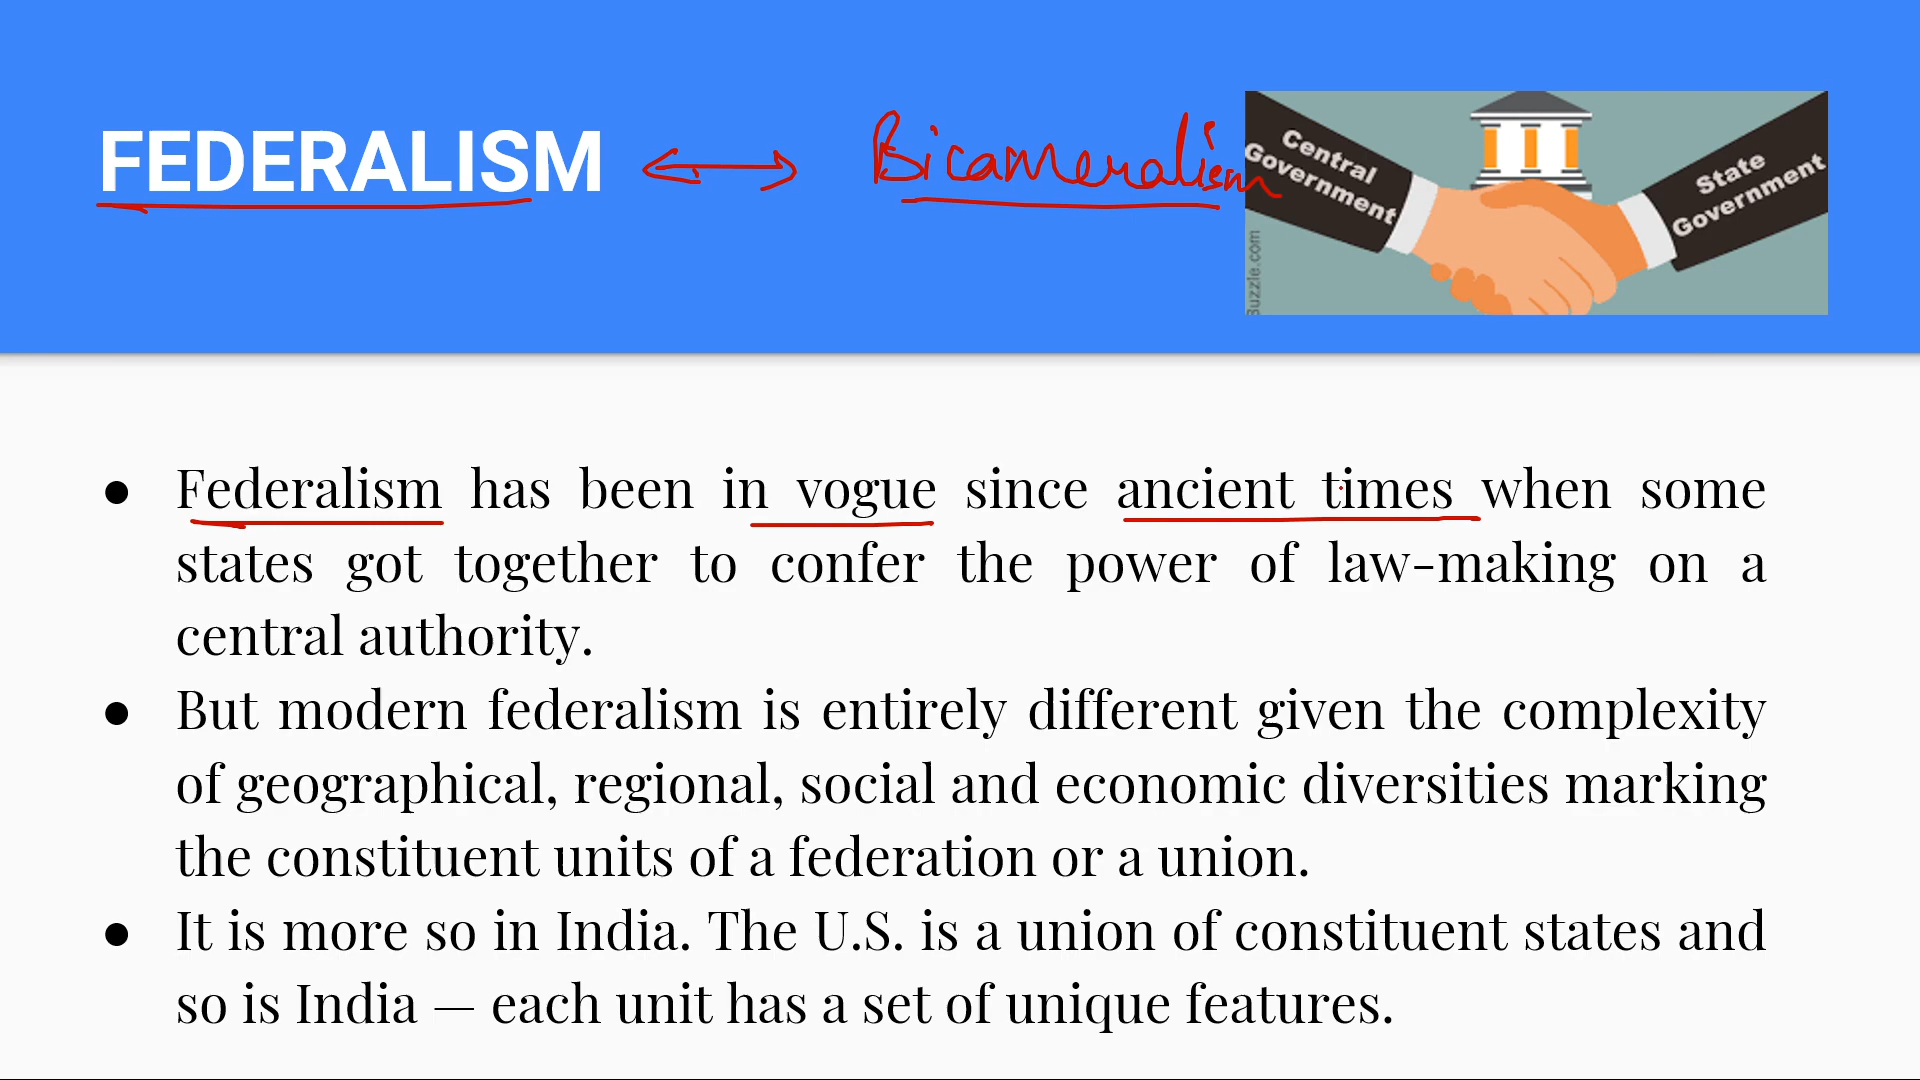 FEDERALISM
Bicameralism
Central
Government
State
Government
Buzzle.com
● Federalism has been in vogue since ancient times when some
states got together to confer the power of law-making on a
central authority.
● But modern federalism is entirely different given the complexity
of geographical, regional, social and economic diversities marking
the constituent units of a federation or a union.
● It is more so in India. The U.S. is a union of constituent states and
so is India — each unit has a set of unique features.